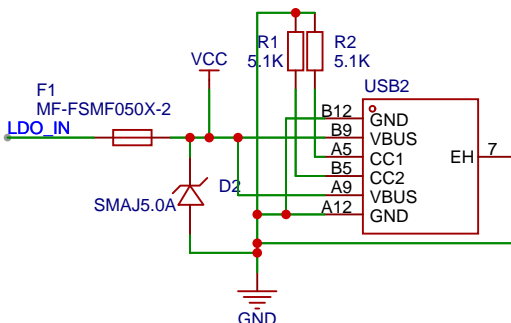 R1
5.1K
R2
5.1K
VCC
USB2
F1
MF-FSMF050X-2
LDO_IN
B12
GND
B9
VBUS
A5
CC1
B5
CC2
A9
VBUS
A12
GND
EH
7
D2
SMAJ5.0A
GND